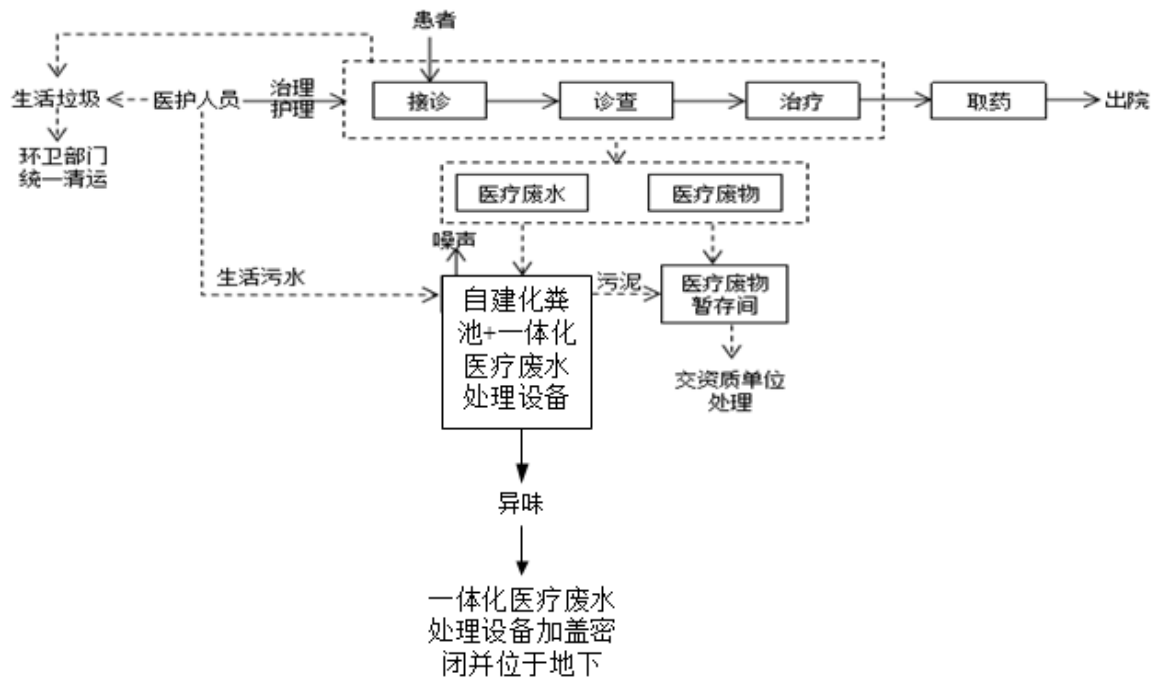 患者
生活垃圾
医护人员
治理
护理
接诊
诊查
治疗
取药
出院
环卫部门
统一清运
医疗废水
医疗废物
噪声
生活污水
自建化粪
池+一体化
医疗废水
处理设备
污泥
医疗废物
暂存间
交资质单位
处理
异味
一体化医疗废水
处理设备加盖密
闭并位于地下